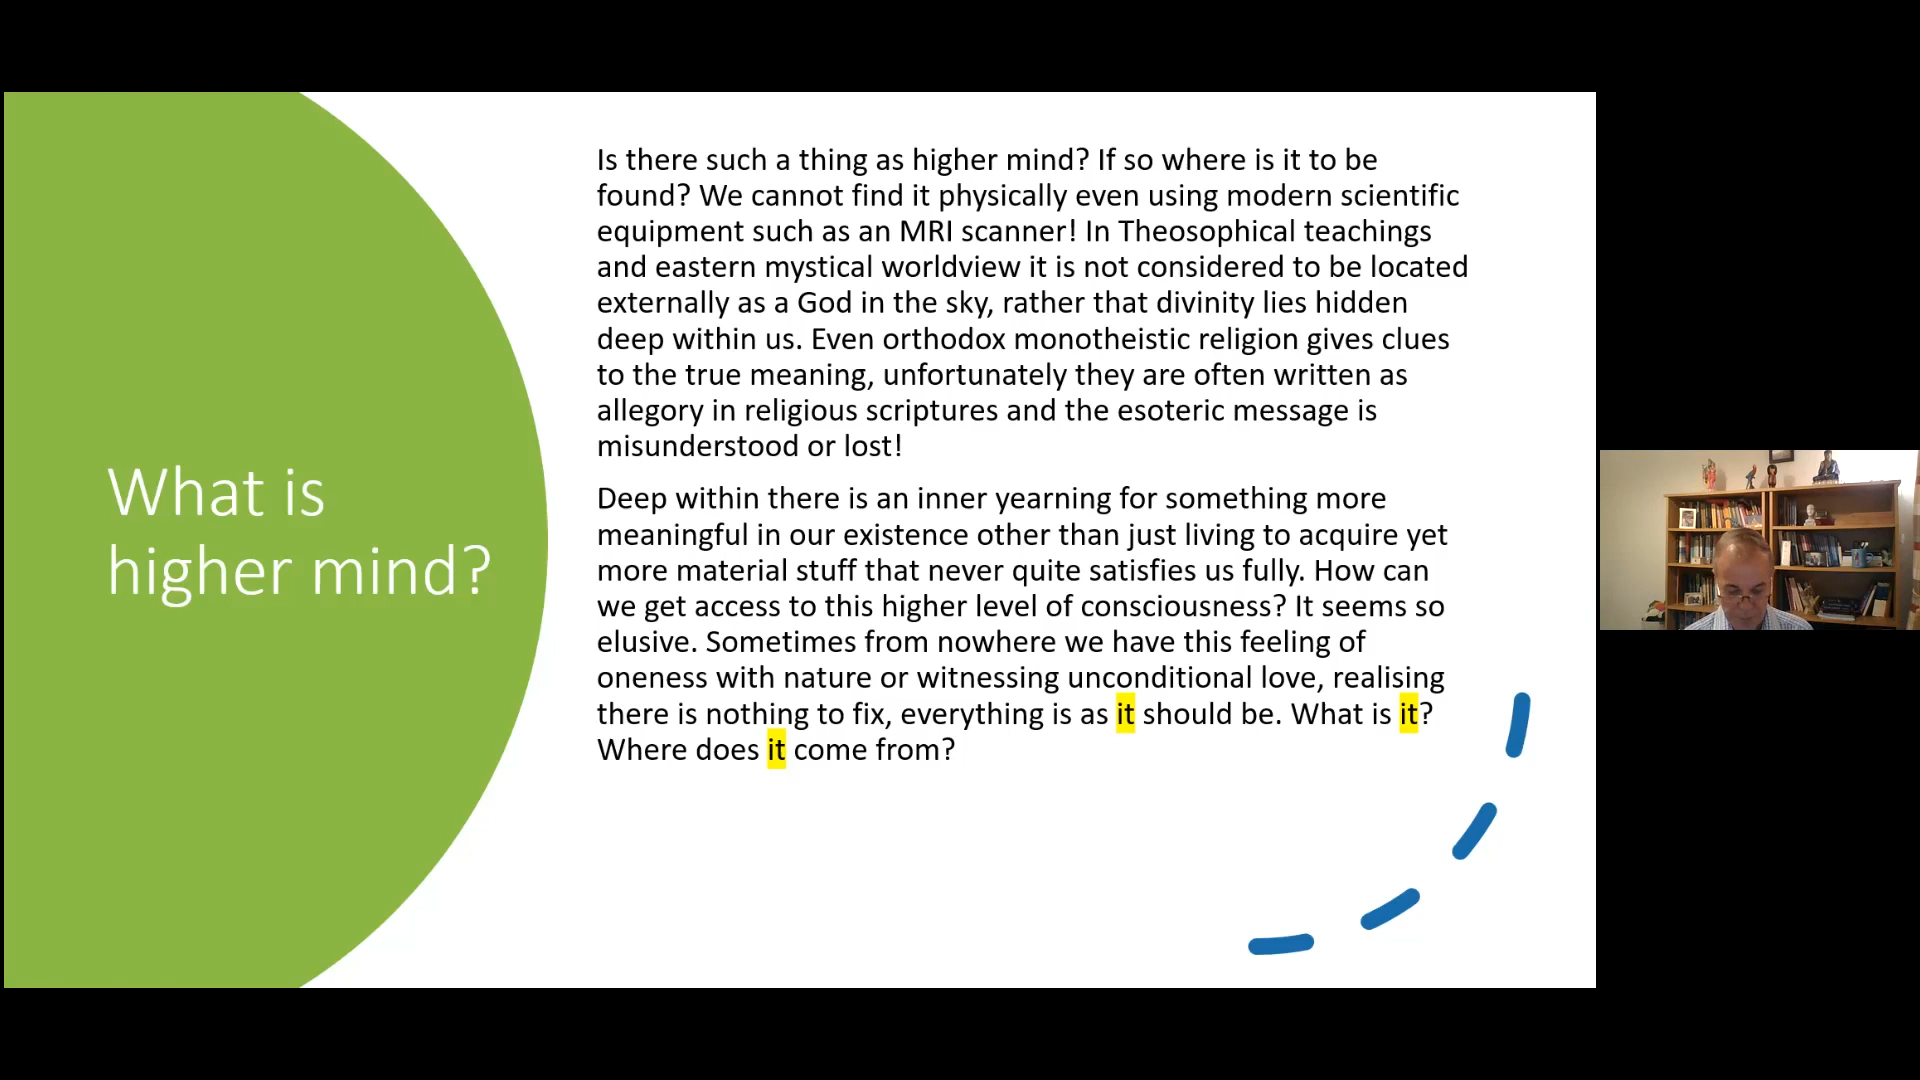 What is
higher mind?
Is there such a thing as higher mind? If so where is it to be
found? We cannot find it physically even using modern scientific
equipment such as an MRI scanner! In Theosophical teachings
and eastern mystical worldview it is not considered to be located
externally as a God in the sky, rather that divinity lies hidden
deep within us. Even orthodox monotheistic religion gives clues
to the true meaning, unfortunately they are often written as
allegory in religious scriptures and the esoteric message is
misunderstood or lost!
Deep within there is an inner yearning for something more
meaningful in our existence other than just living to acquire yet
more material stuff that never quite satisfies us fully. How can
we get access to this higher level of consciousness? It seems so
elusive. Sometimes from nowhere we have this feeling of
oneness with nature or witnessing unconditional love, realising
there is nothing to fix, everything is as it should be. What is it?
Where does it come from?